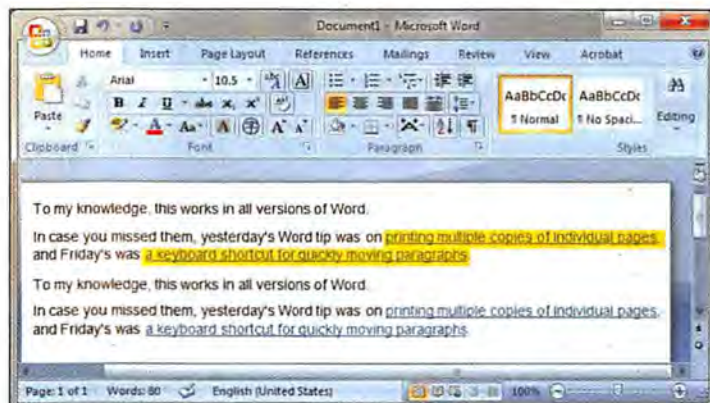 Document1 - Microsoft Word
Home Insert Page Layout References Mailings Review View Acrobat
Arial 10.5
Paste
B I U abc x₂ x²
Aa
AaBbCcDc AaBbCcDc
¶ Normal ¶ No Spaci...
Editing
Clipboard Font Paragraph Styles
To my knowledge, this works in all versions of Word.
In case you missed them, yesterday's Word tip was on printing multiple copies of individual pages,
and Friday's was a keyboard shortcut for quickly moving paragraphs.
To my knowledge, this works in all versions of Word.
In case you missed them, yesterday's Word tip was on printing multiple copies of individual pages,
and Friday's was a keyboard shortcut for quickly moving paragraphs.
Page: 1 of 1 Words: 80 English (United States) 100%